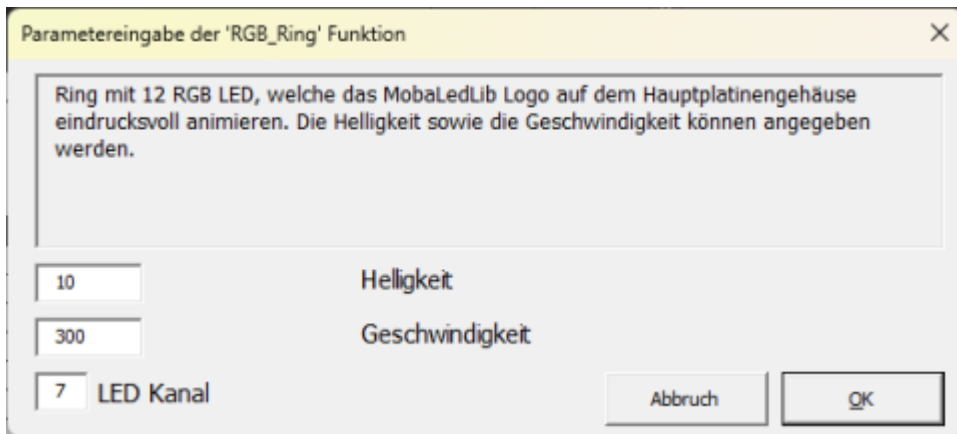 Parametereingabe der 'RGB_Ring' Funktion
Ring mit 12 RGB LED, welche das MobaLedLib Logo auf dem Hauptplatinengehäuse
eindrucksvoll animieren. Die Helligkeit sowie die Geschwindigkeit können angegeben
werden.
10 Helligkeit
300 Geschwindigkeit
7 LED Kanal
Abbruch OK